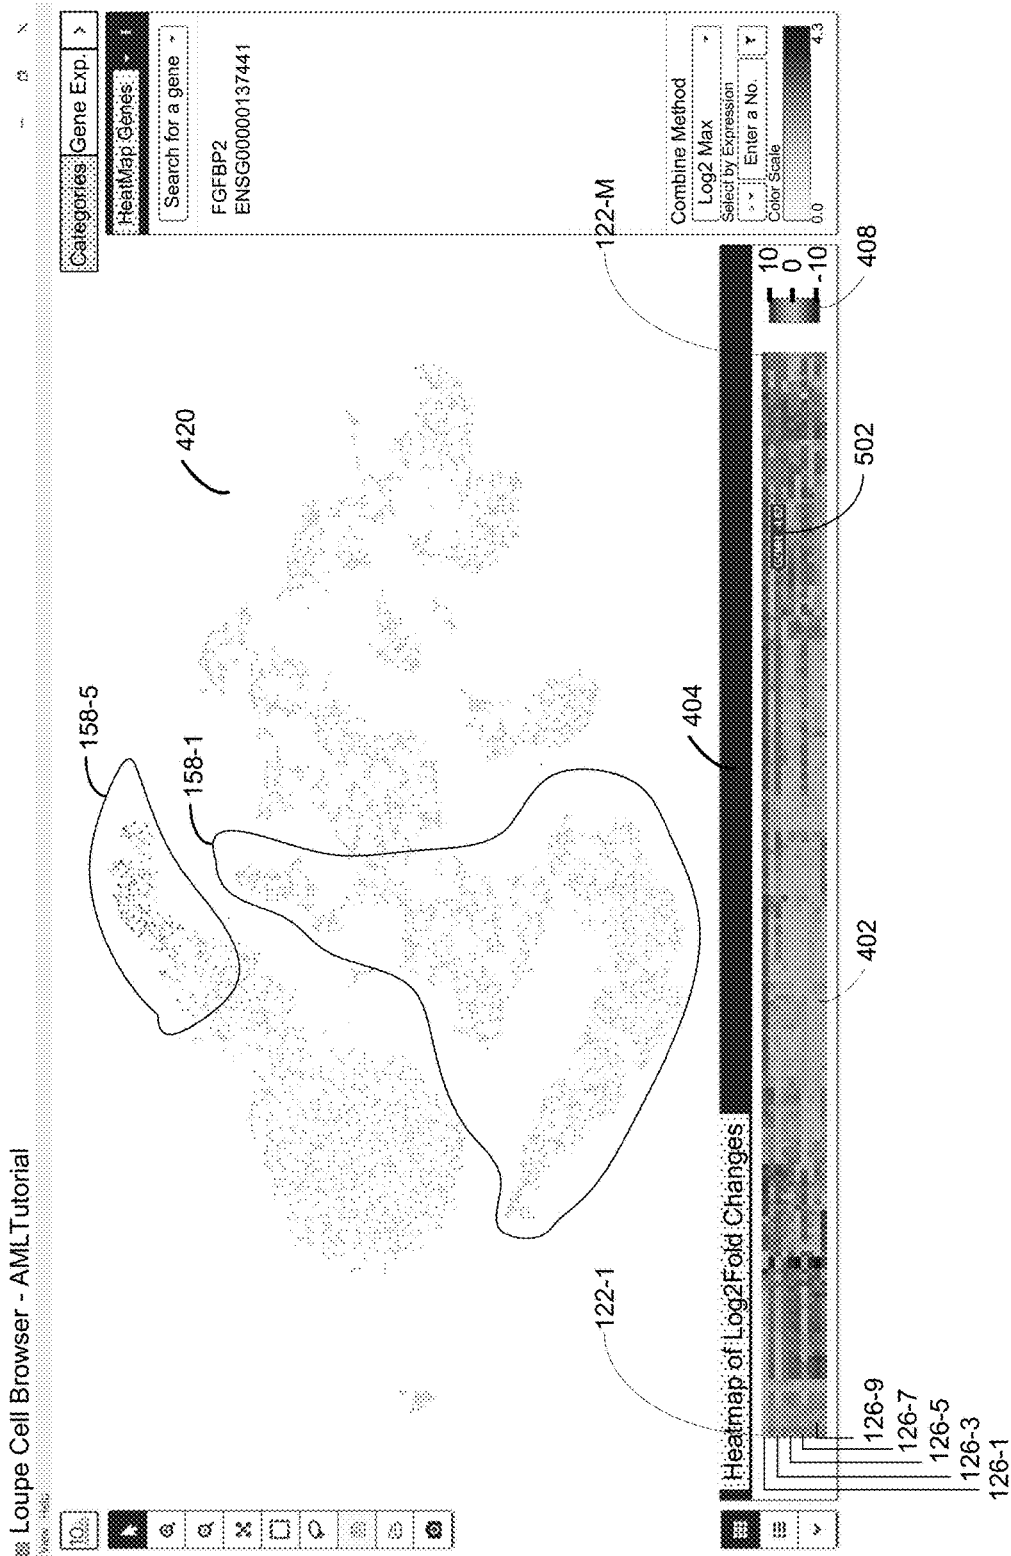 Loupe Cell Browser - AMLTutorial
Categories
Gene Exp.
HeatMap Genes
Search for a gene
FGFBP2
ENSG00000137441
Combine Method
Log2 Max
Select by Expression
Enter a No.
Color Scale
0.0
4.3
158-5
158-1
420
122-1
122-M
404
Heatmap of Log2Fold Changes
10
0
-10
408
502
402
126-9
126-7
126-5
126-3
126-1